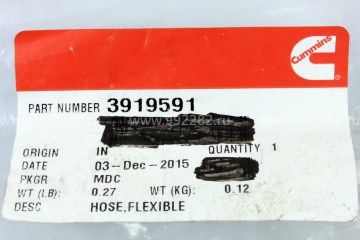 Cummins
PART NUMBER 3919591
www.992282.ru
ORIGIN IN QUANTITY 1
DATE 03-Dec-2015
PKGR MDC
WT (LB): 0.27 WT (KG): 0.12
DESC HOSE,FLEXIBLE